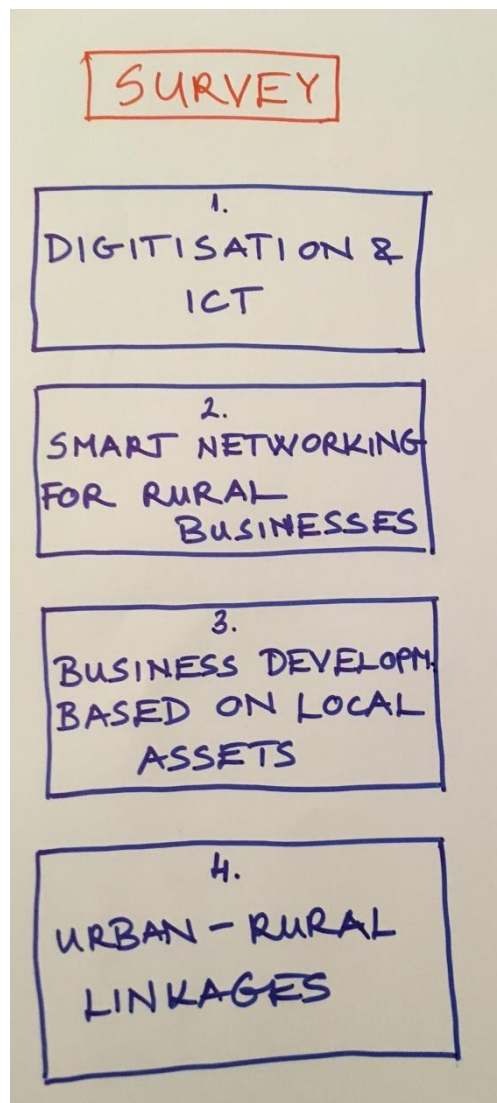 SURVEY
1.
DIGITISATION &
ICT
2.
SMART NETWORKING
FOR RURAL
BUSINESSES
3.
BUSINESS DEVELOPM.
BASED ON LOCAL
ASSETS
4.
URBAN - RURAL
LINKAGES